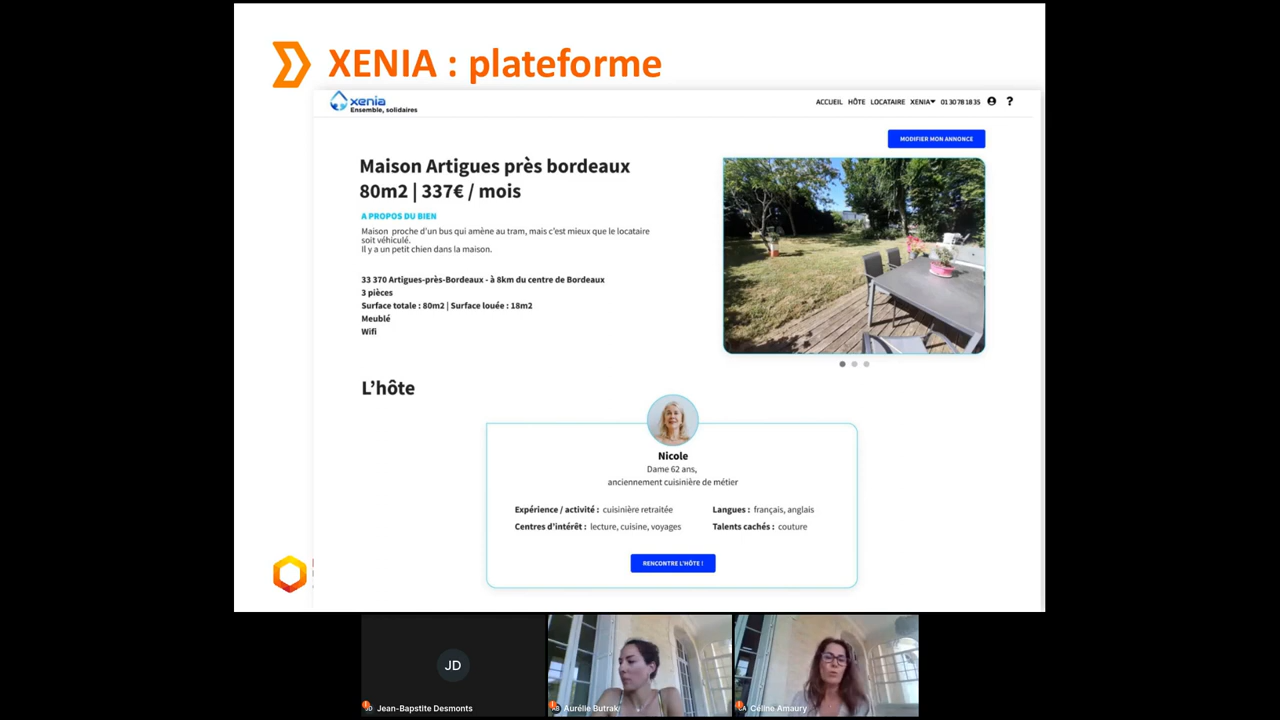 XENIA : plateforme
xenia
Ensemble, solidaires
ACCUEIL HÔTE LOCATAIRE XENIA 01 30 78 18 35 ?
MODIFIER MON ANNONCE
Maison Artigues près bordeaux
80m2 | 337€ / mois
A PROPOS DU BIEN
Maison proche d'un bus qui amène au tram, mais c'est mieux que le locataire
soit véhiculé.
Il y a un petit chien dans la maison.
33 370 Artigues-près-Bordeaux - à 8km du centre de Bordeaux
3 pièces
Surface totale : 80m2 | Surface louée : 18m2
Meublé
Wifi
L'hôte
Nicole
Dame 62 ans,
anciennement cuisinière de métier
Expérience / activité : cuisinière retraitée
Langues : français, anglais
Centres d'intérêt : lecture, cuisine, voyages
Talents cachés : couture
RENCONTRE L'HÔTE !
JD
JD Jean-Bapstite Desmonts
AB Aurélie Butrak
CA Céline Amaury